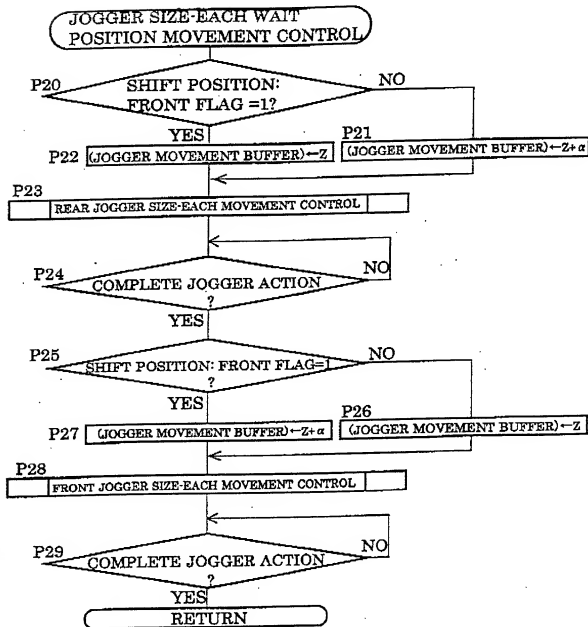 JOGGER SIZE-EACH WAIT
POSITION MOVEMENT CONTROL
P20
SHIFT POSITION:
FRONT FLAG =1?
NO
YES
P21
P22
(JOGGER MOVEMENT BUFFER)←Z
(JOGGER MOVEMENT BUFFER)←Z+α
P23
REAR JOGGER SIZE-EACH MOVEMENT CONTROL
P24
COMPLETE JOGGER ACTION
?
NO
YES
P25
SHIFT POSITION: FRONT FLAG=1
?
NO
YES
P26
P27
(JOGGER MOVEMENT BUFFER)←Z+α
(JOGGER MOVEMENT BUFFER)←Z
P28
FRONT JOGGER SIZE-EACH MOVEMENT CONTROL
P29
COMPLETE JOGGER ACTION
?
NO
YES
RETURN